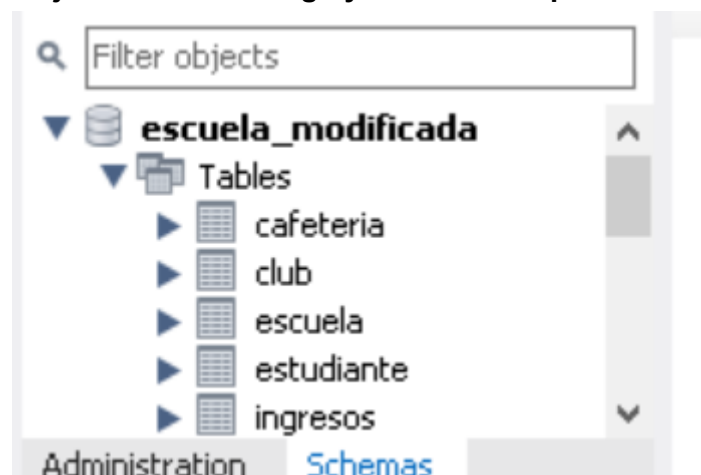 Filter objects
escuela_modificada
Tables
cafeteria
club
escuela
estudiante
ingresos
Administration Schemas